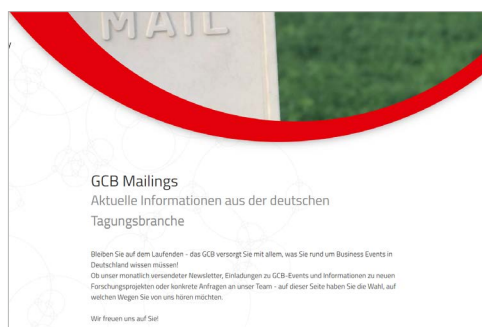 MAIL
GCB Mailings
Aktuelle Informationen aus der deutschen
Tagungsbranche
Bleiben Sie auf dem Laufenden - das GCB versorgt Sie mit allem, was Sie rund um Business Events in
Deutschland wissen müssen!
Ob unser monatlich versendeter Newsletter, Einladungen zu GCB-Events und Informationen zu neuen
Forschungsprojekten oder konkrete Anfragen an unser Team - auf dieser Seite haben Sie die Wahl, auf
welchen Wegen Sie von uns hören möchten.
Wir freuen uns auf Sie!